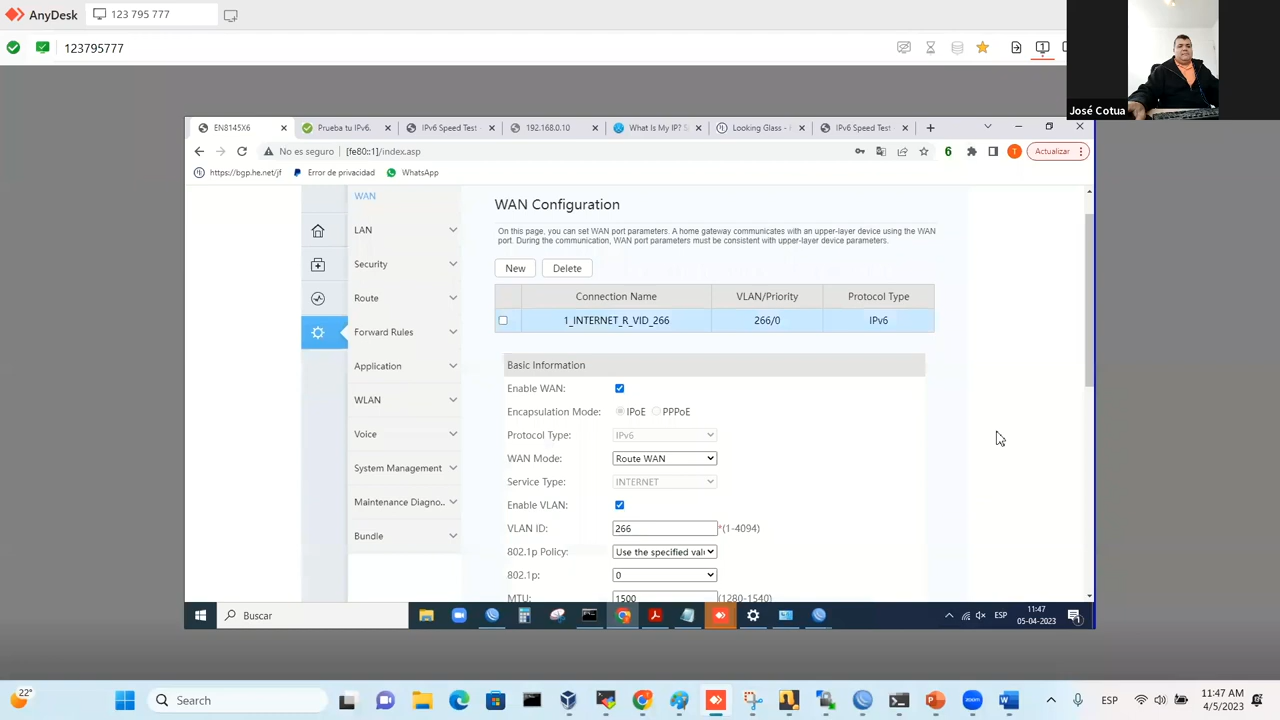 AnyDesk
123 795 777
123795777
1
José Cotua
EN8145X6
Prueba tu IPv6.
IPv6 Speed Test
192.168.0.10
What Is My IP? S
Looking Glass -
IPv6 Speed Test
No es seguro
[fe80::1]/index.asp
6
T
Actualizar
https://bgp.he.net/jf
Error de privacidad
WhatsApp
WAN
LAN
Security
Route
Forward Rules
Application
WLAN
Voice
System Management
Maintenance Diagno..
Bundle
WAN Configuration
On this page, you can set WAN port parameters. A home gateway communicates with an upper-layer device using the WAN
port. During the communication, WAN port parameters must be consistent with upper-layer device parameters.
New Delete
Connection Name VLAN/Priority Protocol Type
1_INTERNET_R_VID_266 266/0 IPv6
Basic Information
Enable WAN:
Encapsulation Mode: IPoE PPPoE
Protocol Type: IPv6
WAN Mode: Route WAN
Service Type: INTERNET
Enable VLAN:
VLAN ID: 266 *(1-4094)
802.1p Policy: Use the specified valu
802.1p: 0
MTU: 1500 (1280-1540)
Buscar
ESP
11:47
05-04-2023
1
22°
Search
ESP
11:47 AM
4/5/2023